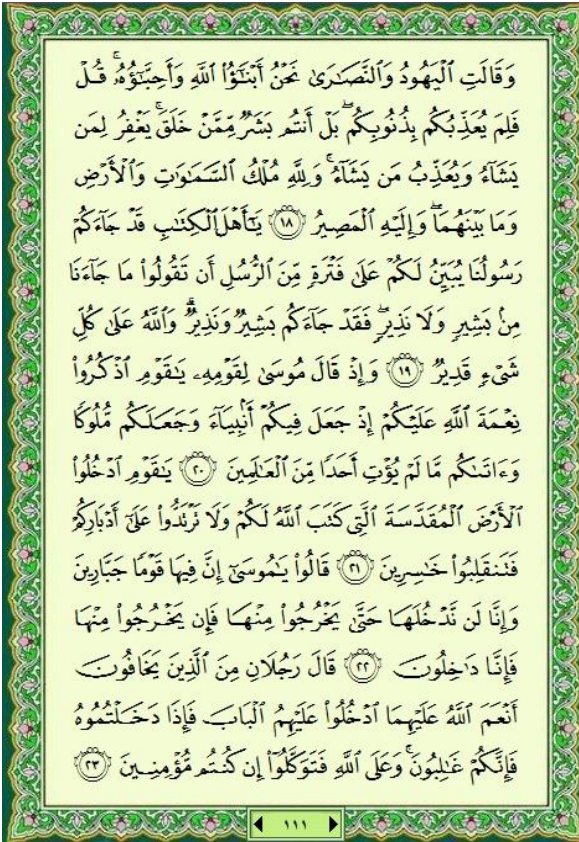 وَقَالَتِ ٱلْيَهُودُ وَٱلنَّصَـٰرَىٰ نَحْنُ أَبْنَـٰٓؤُا۟ ٱللَّهِ وَأَحِبَّـٰٓؤُهُۥ ۚ قُلْ
فَلِمَ يُعَذِّبُكُم بِذُنُوبِكُم ۖ بَلْ أَنتُم بَشَرٌ مِّمَّنْ خَلَقَ ۚ يَغْفِرُ لِمَن
يَشَآءُ وَيُعَذِّبُ مَن يَشَآءُ ۚ وَلِلَّهِ مُلْكُ ٱلسَّمَـٰوَٰتِ وَٱلْأَرْضِ
وَمَا بَيْنَهُمَا ۖ وَإِلَيْهِ ٱلْمَصِيرُ ١٨ يَـٰٓأَهْلَ ٱلْكِتَـٰبِ قَدْ جَآءَكُمْ
رَسُولُنَا يُبَيِّنُ لَكُمْ عَلَىٰ فَتْرَةٍ مِّنَ ٱلرُّسُلِ أَن تَقُولُوا۟ مَا جَآءَنَا
مِنۢ بَشِيرٍ وَلَا نَذِيرٍ ۖ فَقَدْ جَآءَكُم بَشِيرٌ وَنَذِيرٌ ۗ وَٱللَّهُ عَلَىٰ كُلِّ
شَىْءٍ قَدِيرٌ ١٩ وَإِذْ قَالَ مُوسَىٰ لِقَوْمِهِۦ يَـٰقَوْمِ ٱذْكُرُوا۟
نِعْمَةَ ٱللَّهِ عَلَيْكُمْ إِذْ جَعَلَ فِيكُمْ أَنۢبِيَآءَ وَجَعَلَكُم مُّلُوكًا
وَءَاتَىٰكُم مَّا لَمْ يُؤْتِ أَحَدًا مِّنَ ٱلْعَـٰلَمِينَ ٢٠ يَـٰقَوْمِ ٱدْخُلُوا۟
ٱلْأَرْضَ ٱلْمُقَدَّسَةَ ٱلَّتِى كَتَبَ ٱللَّهُ لَكُمْ وَلَا تَرْتَدُّوا۟ عَلَىٰٓ أَدْبَارِكُمْ
فَتَنقَلِبُوا۟ خَـٰسِرِينَ ٢١ قَالُوا۟ يَـٰمُوسَىٰٓ إِنَّ فِيهَا قَوْمًا جَبَّارِينَ
وَإِنَّا لَن نَّدْخُلَهَا حَتَّىٰ يَخْرُجُوا۟ مِنْهَا فَإِن يَخْرُجُوا۟ مِنْهَا
فَإِنَّا دَٰخِلُونَ ٢٢ قَالَ رَجُلَانِ مِنَ ٱلَّذِينَ يَخَافُونَ
أَنْعَمَ ٱللَّهُ عَلَيْهِمَا ٱدْخُلُوا۟ عَلَيْهِمُ ٱلْبَابَ فَإِذَا دَخَلْتُمُوهُ
فَإِنَّكُمْ غَـٰلِبُونَ ۚ وَعَلَى ٱللَّهِ فَتَوَكَّلُوٓا۟ إِن كُنتُم مُّؤْمِنِينَ ٢٣
١١١